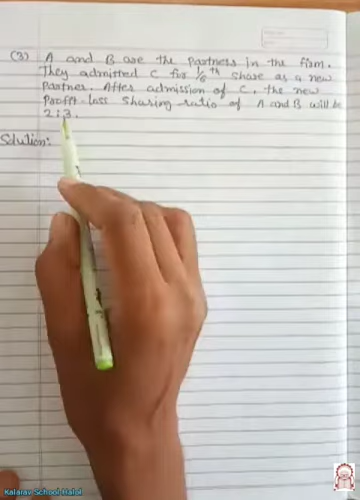 (3) A and B are the Partners in the firm.
They admitted C for 1/6th share as a new
Partner. After admission of C, the new
Profit-loss sharing ratio of A and B will be
2:3.
Solution:
Kalarav School Halol